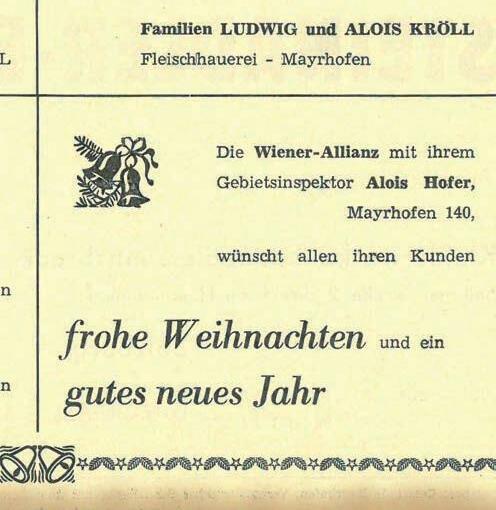 Familien LUDWIG und ALOIS KRÖLL
Fleischhauerei - Mayrhofen
L
Die Wiener-Allianz mit ihrem
Gebietsinspektor Alois Hofer,
Mayrhofen 140,
wünscht allen ihren Kunden
n
frohe Weihnachten und ein
n
gutes neues Jahr